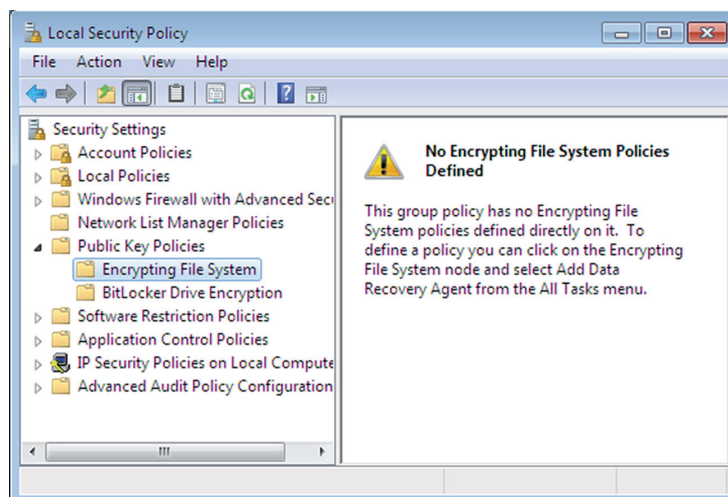 Local Security Policy
File Action View Help
Security Settings
Account Policies
Local Policies
Windows Firewall with Advanced Secu
Network List Manager Policies
Public Key Policies
Encrypting File System
BitLocker Drive Encryption
Software Restriction Policies
Application Control Policies
IP Security Policies on Local Compute
Advanced Audit Policy Configuration
No Encrypting File System Policies
Defined
This group policy has no Encrypting File
System policies defined directly on it. To
define a policy you can click on the Encrypting
File System node and select Add Data
Recovery Agent from the All Tasks menu.